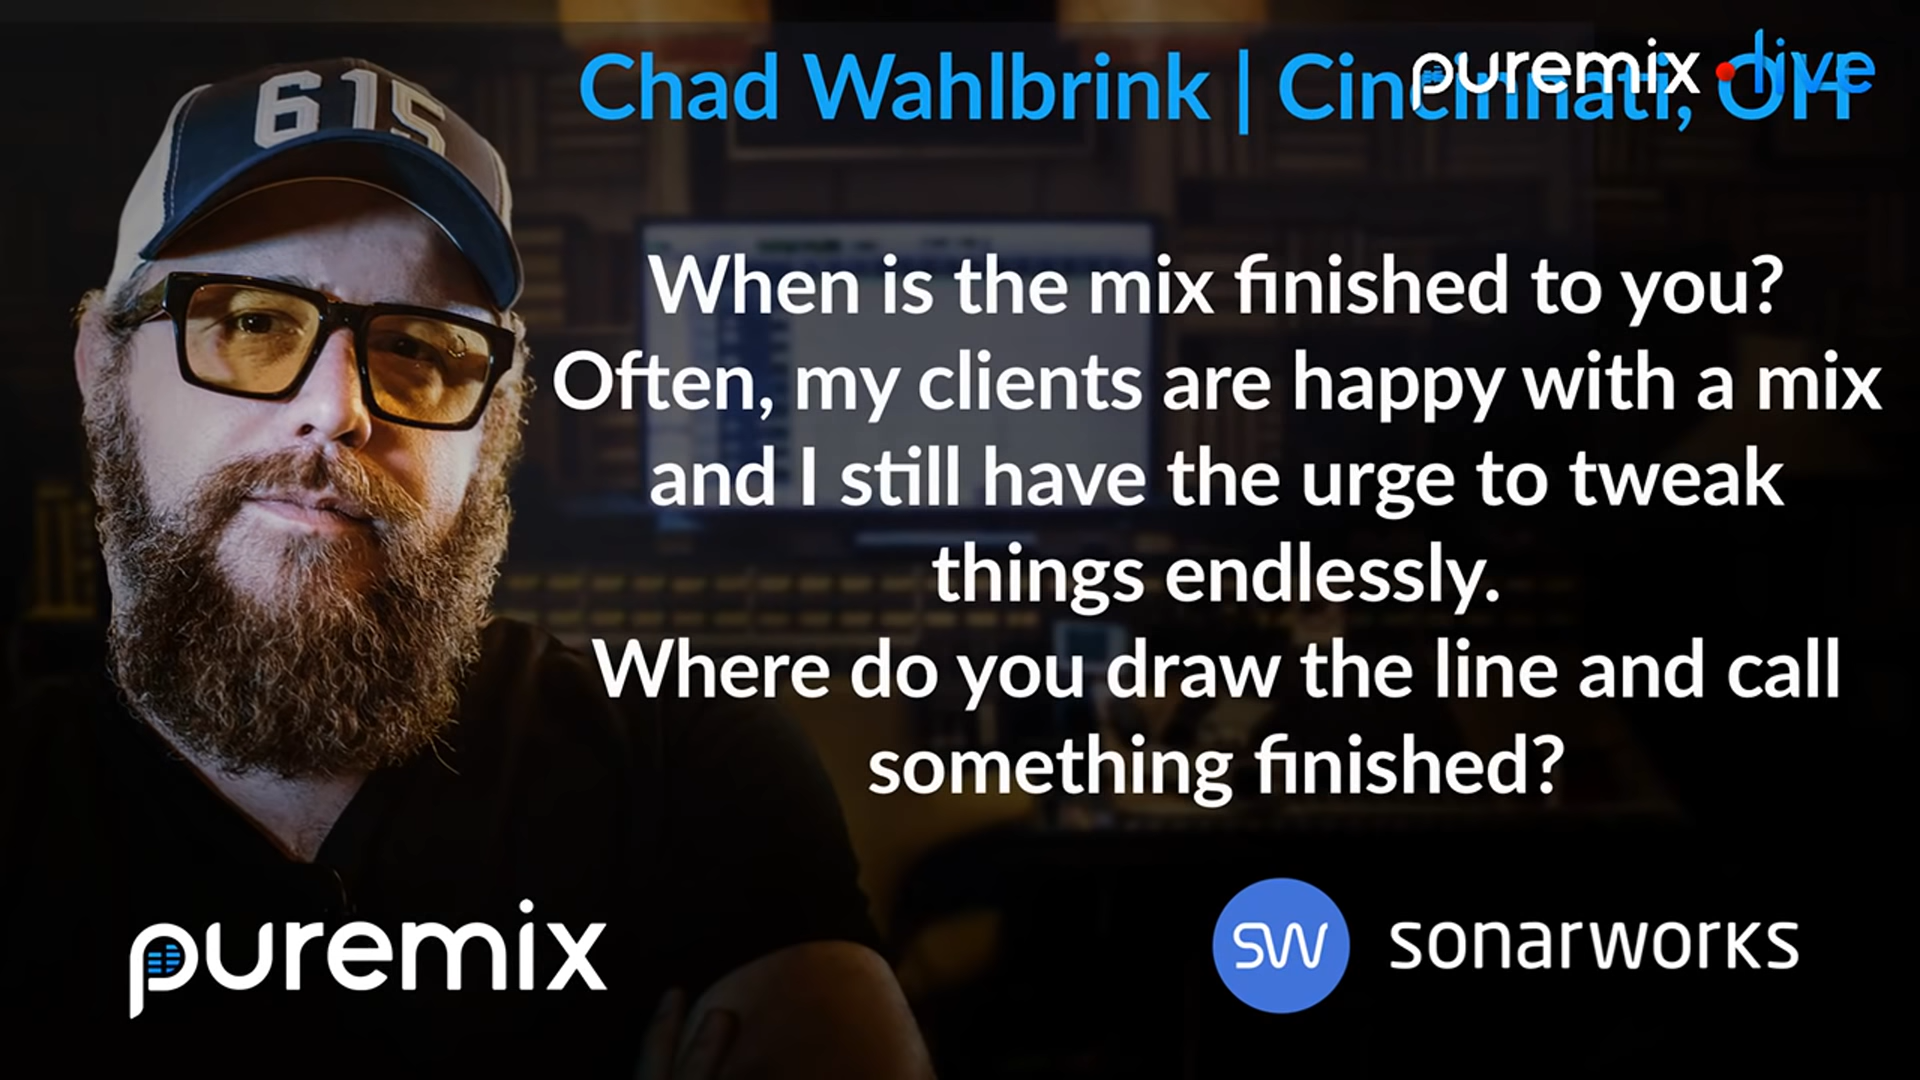 615
Chad Wahlbrink | Cincinnati, OH
puremix live
When is the mix finished to you?
Often, my clients are happy with a mix
and I still have the urge to tweak
things endlessly.
Where do you draw the line and call
something finished?
puremix
SW sonarworks